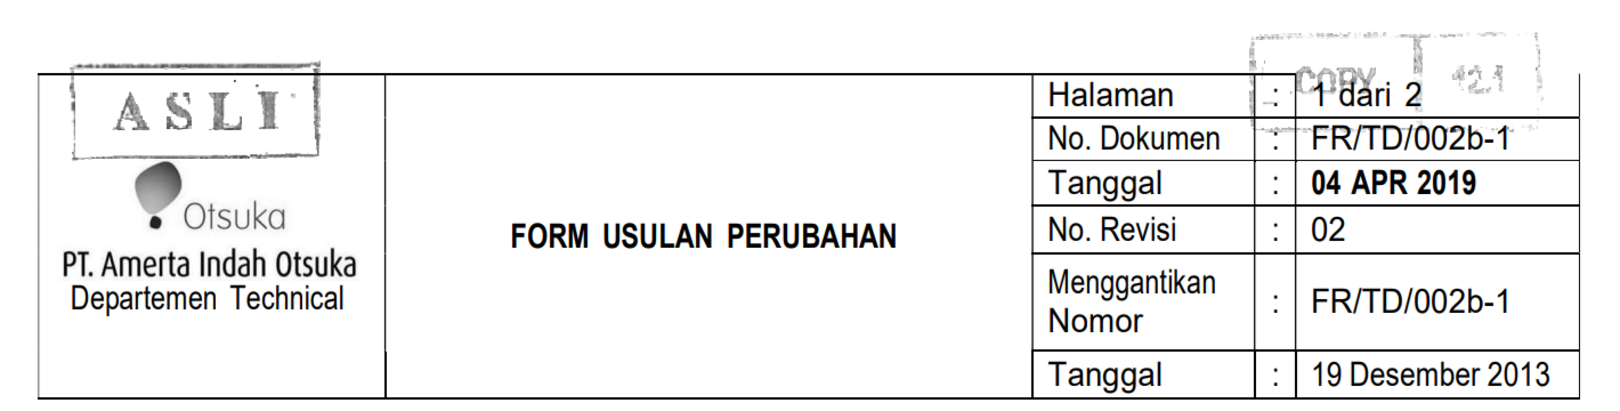 ASLI
Otsuka
PT. Amerta Indah Otsuka
Departemen Technical
FORM USULAN PERUBAHAN
COPY 12.1
Halaman : 1 dari 2
No. Dokumen : FR/TD/002b-1
Tanggal : 04 APR 2019
No. Revisi : 02
Menggantikan
Nomor : FR/TD/002b-1
Tanggal : 19 Desember 2013